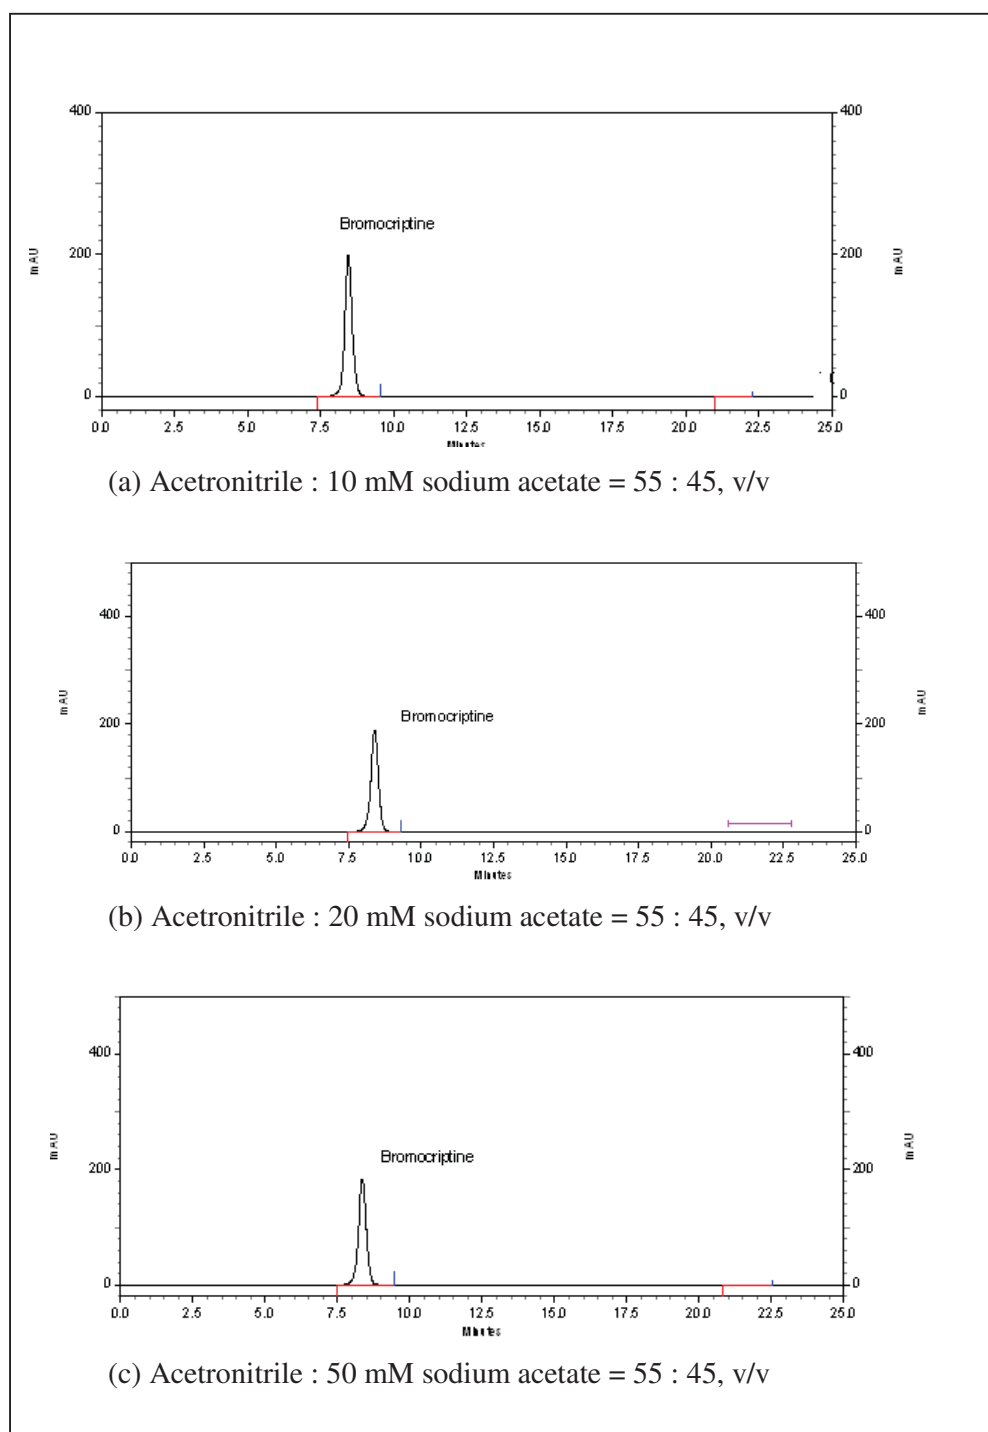 400 400
Bromocriptine
mAU 200 200 mAU
0 0
0.0 2.5 5.0 7.5 10.0 12.5 15.0 17.5 20.0 22.5 25.0
Minutes
(a) Acetronitrile : 10 mM sodium acetate = 55 : 45, v/v
400 400
Bromocriptine
mAU 200 200 mAU
0 0
0.0 2.5 5.0 7.5 10.0 12.5 15.0 17.5 20.0 22.5 25.0
Minutes
(b) Acetronitrile : 20 mM sodium acetate = 55 : 45, v/v
400 400
Bromocriptine
mAU 200 200 mAU
0 0
0.0 2.5 5.0 7.5 10.0 12.5 15.0 17.5 20.0 22.5 25.0
Minutes
(c) Acetronitrile : 50 mM sodium acetate = 55 : 45, v/v